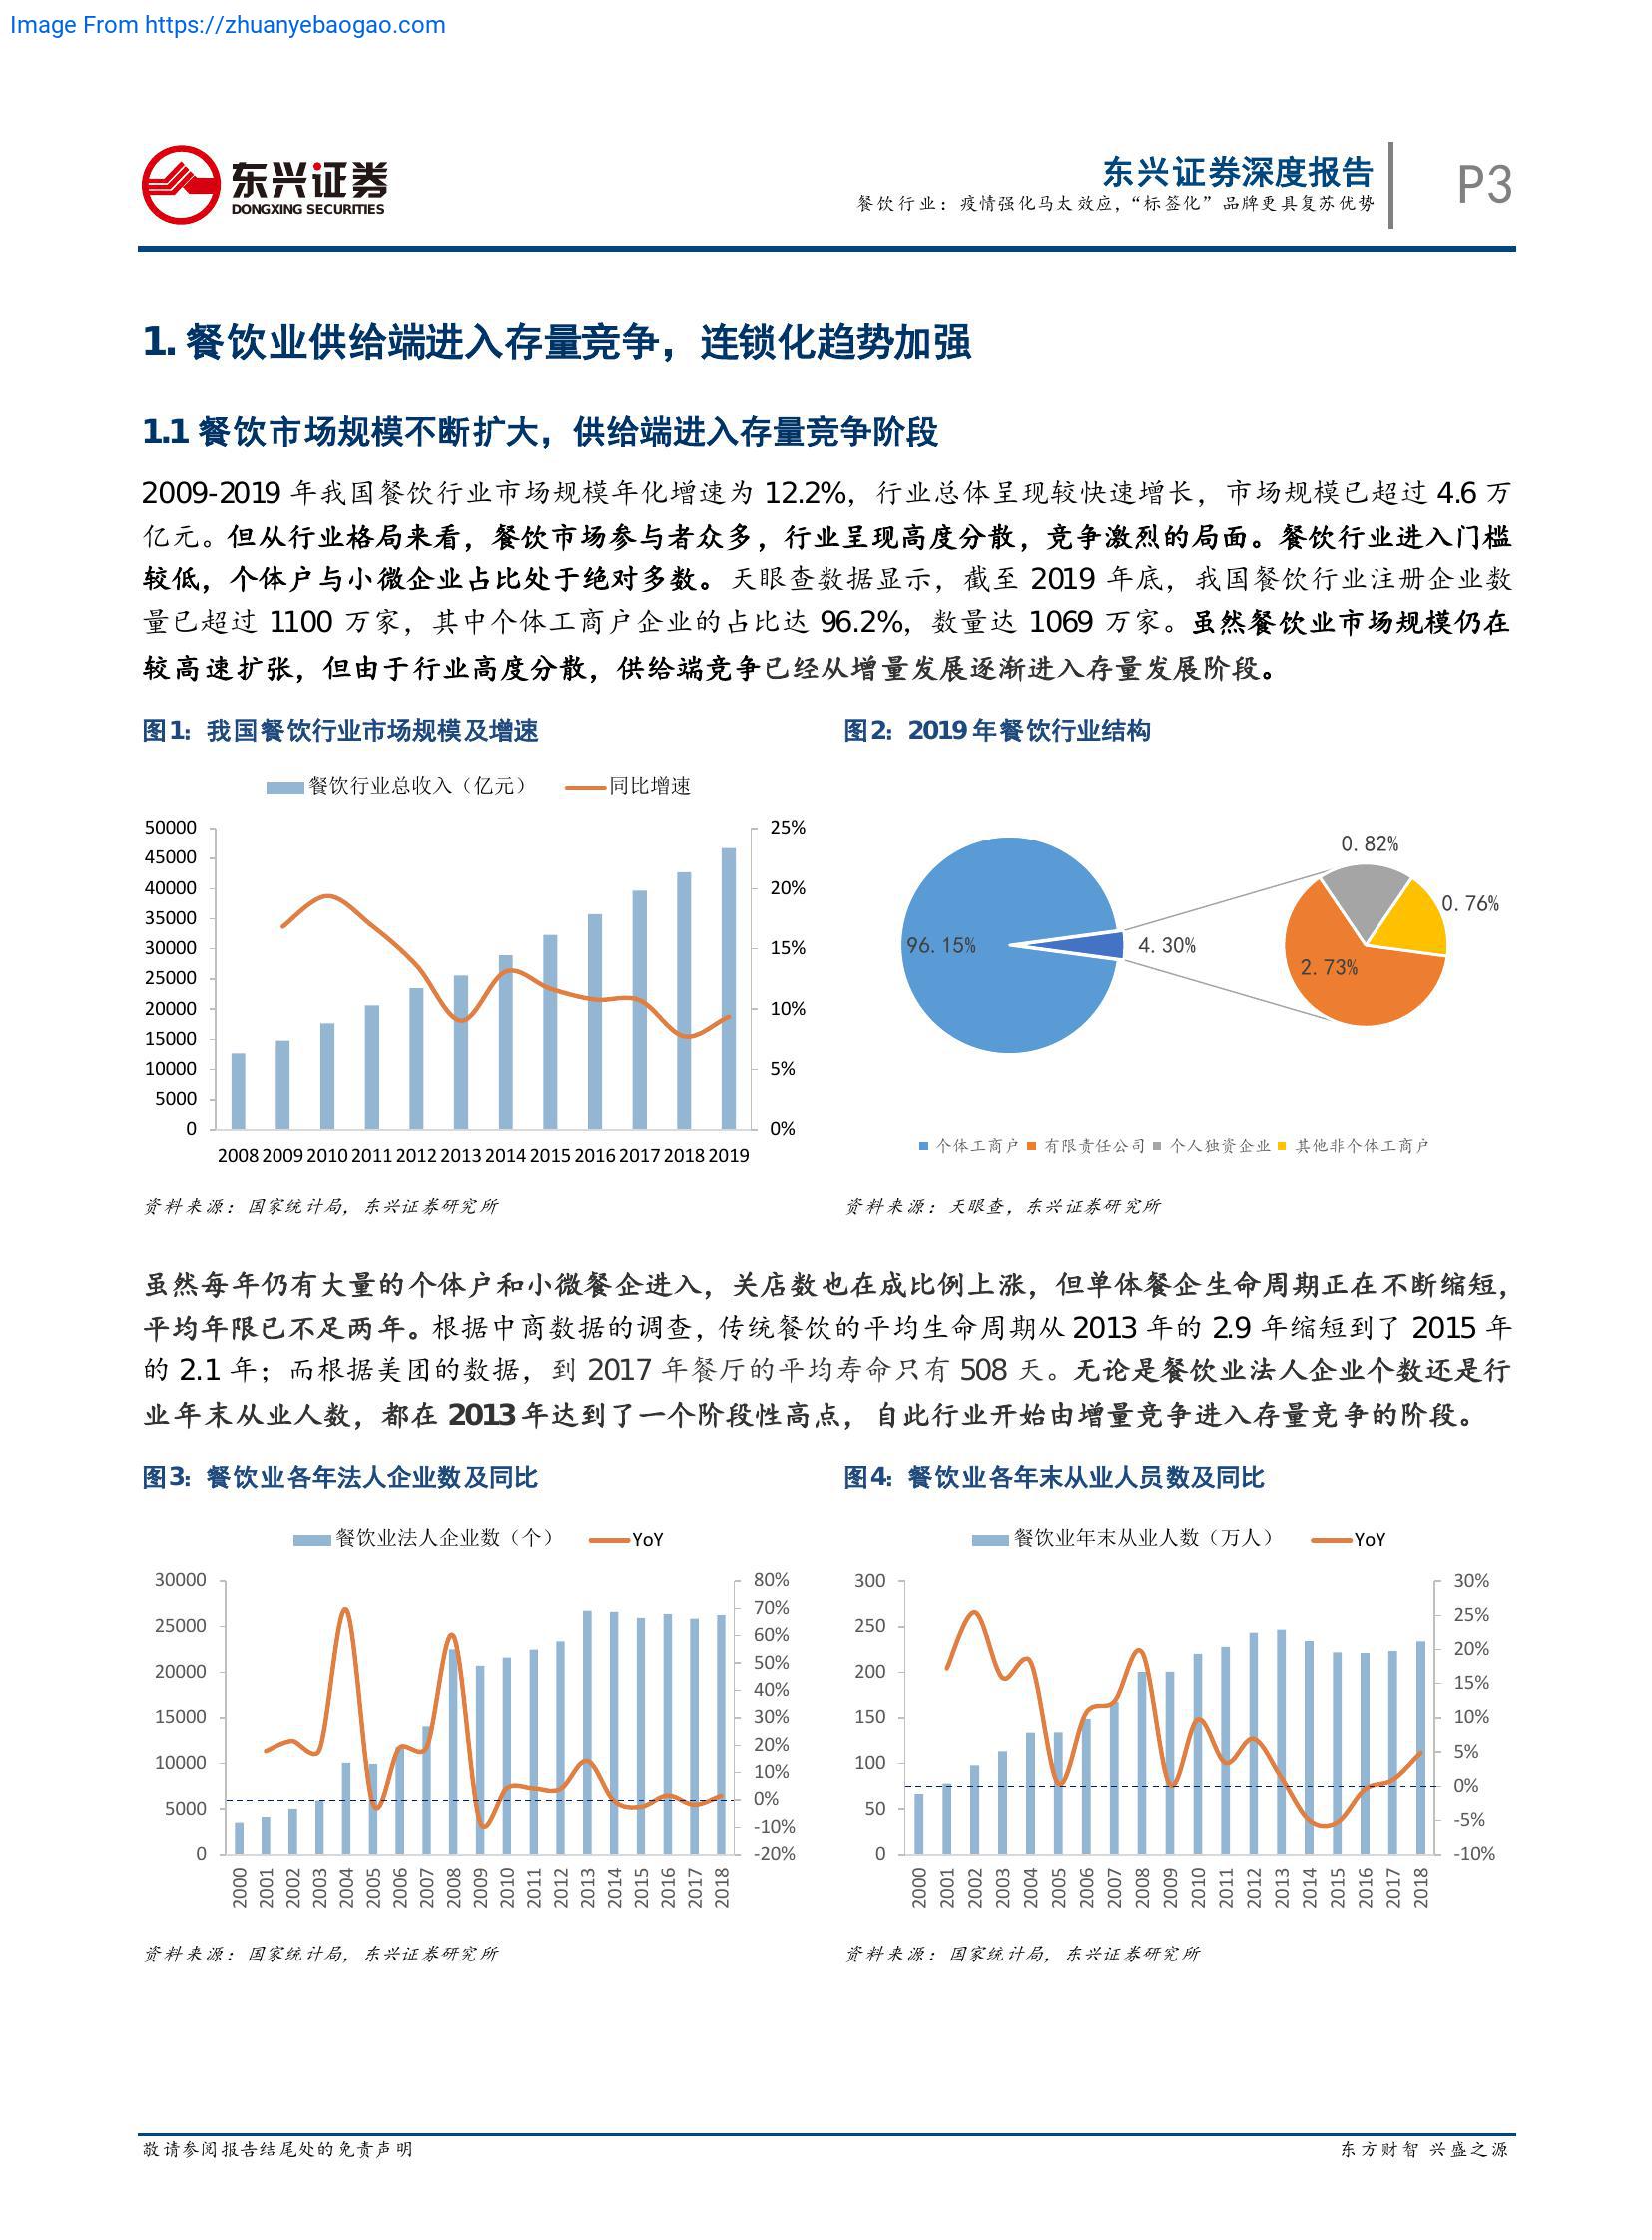 Image From https://zhuanyebaogao.com
东兴证券
DONGXING SECURITIES
东兴证券深度报告
餐饮行业：疫情强化马太效应，“标签化”品牌更具复苏优势
P3
1. 餐饮业供给端进入存量竞争，连锁化趋势加强
1.1 餐饮市场规模不断扩大，供给端进入存量竞争阶段
2009-2019 年我国餐饮行业市场规模年化增速为 12.2%，行业总体呈现较快速增长，市场规模已超过 4.6 万
亿元。但从行业格局来看，餐饮市场参与者众多，行业呈现高度分散，竞争激烈的局面。餐饮行业进入门槛
较低，个体户与小微企业占比处于绝对多数。天眼查数据显示，截至 2019 年底，我国餐饮行业注册企业数
量已超过 1100 万家，其中个体工商户企业的占比达 96.2%，数量达 1069 万家。虽然餐饮业市场规模仍在
较高速扩张，但由于行业高度分散，供给端竞争已经从增量发展逐渐进入存量发展阶段。
图1：我国餐饮行业市场规模及增速
餐饮行业总收入（亿元） 同比增速
50000 25%
45000
40000 20%
35000
30000 15%
25000
20000 10%
15000
10000 5%
5000
0 0%
2008 2009 2010 2011 2012 2013 2014 2015 2016 2017 2018 2019
资料来源：国家统计局，东兴证券研究所
图2：2019 年餐饮行业结构
0.82%
0.76%
96.15% 4.30%
2.73%
个体工商户 有限责任公司 个人独资企业 其他非个体工商户
资料来源：天眼查，东兴证券研究所
虽然每年仍有大量的个体户和小微餐企进入，关店数也在成比例上涨，但单体餐企生命周期正在不断缩短，
平均年限已不足两年。根据中商数据的调查，传统餐饮的平均生命周期从 2013 年的 2.9 年缩短到了 2015 年
的 2.1 年；而根据美团的数据，到 2017 年餐厅的平均寿命只有 508 天。无论是餐饮业法人企业个数还是行
业年末从业人数，都在 2013 年达到了一个阶段性高点，自此行业开始由增量竞争进入存量竞争的阶段。
图3：餐饮业各年法人企业数及同比
餐饮业法人企业数（个） YoY
30000 80%
70%
25000
60%
20000 50%
40%
15000 30%
20%
10000
10%
5000 0%
-10%
0 -20%
2000 2001 2002 2003 2004 2005 2006 2007 2008 2009 2010 2011 2012 2013 2014 2015 2016 2017 2018
资料来源：国家统计局，东兴证券研究所
图4：餐饮业各年末从业人员数及同比
餐饮业年末从业人数（万人） YoY
300 30%
25%
250
20%
200
15%
150 10%
100 5%
0%
50
-5%
0 -10%
2000 2001 2002 2003 2004 2005 2006 2007 2008 2009 2010 2011 2012 2013 2014 2015 2016 2017 2018
资料来源：国家统计局，东兴证券研究所
敬请参阅报告结尾处的免责声明
东方财智 兴盛之源